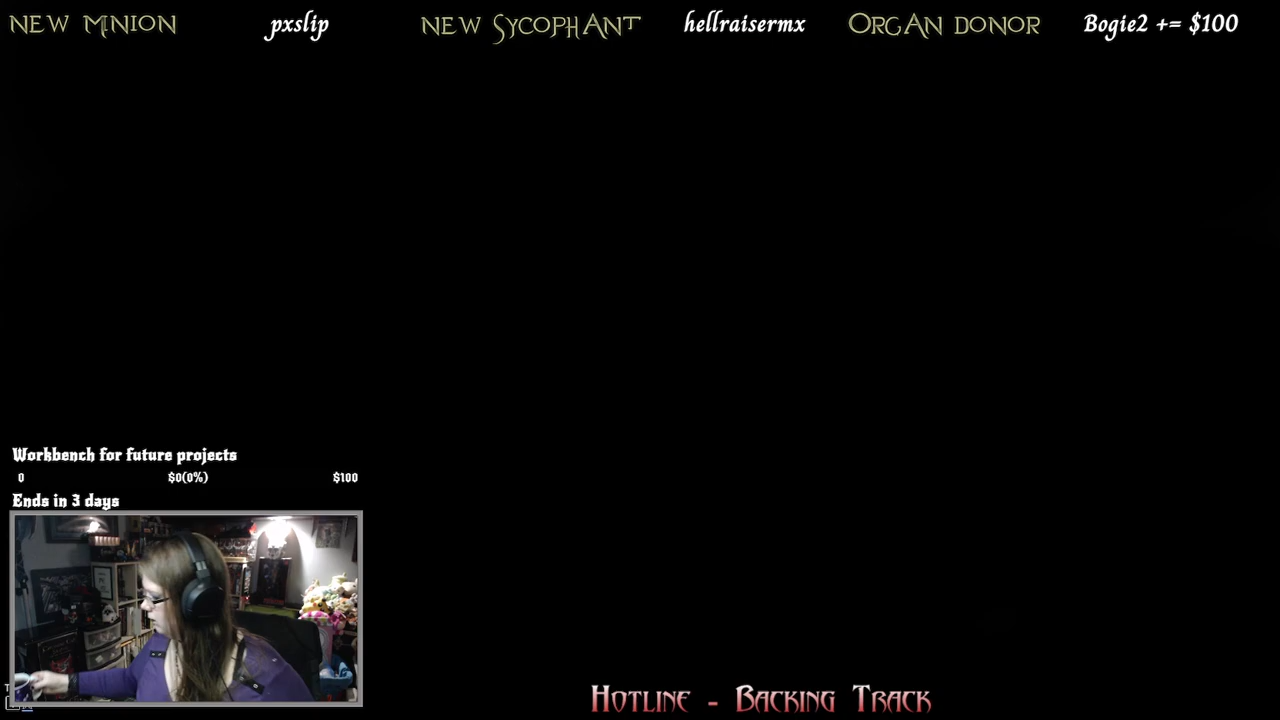 NEW MINION pxslip NEW SYCOPHANT hellraisermx ORGAN DONOR Bogie2 += $100
Workbench for future projects
0 $0(0%) $100
Ends in 3 days
Hotline - Backing Track